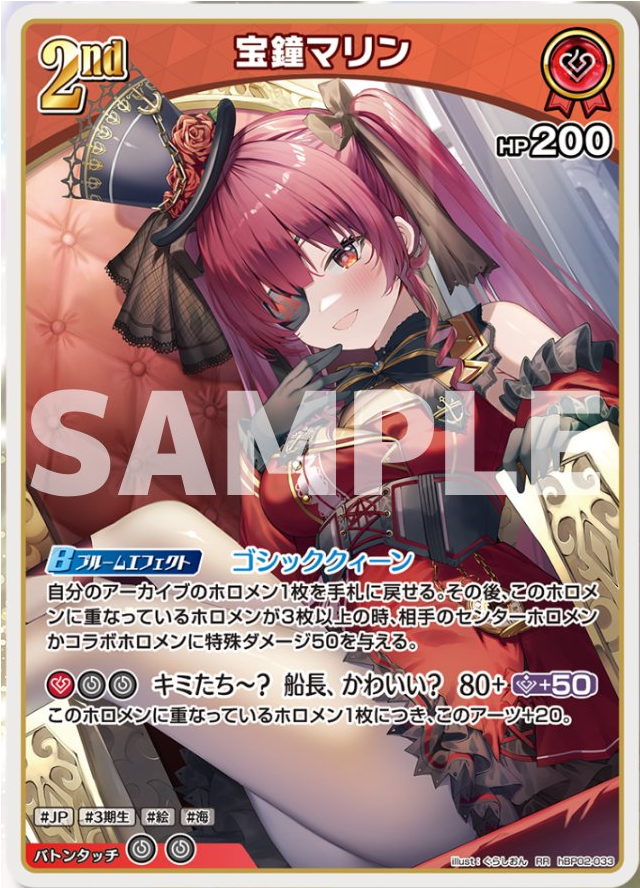 2nd
宝鐘マリン
HP200
SAMPLE
Bブルームエフェクト ゴシッククィーン
自分のアーカイブのホロメン1枚を手札に戻せる。その後、このホロメ
ンに重なっているホロメンが3枚以上の時、相手のセンターホロメン
かコラボホロメンに特殊ダメージ50を与える。
キミたち〜? 船長、かわいい? 80+ +50
このホロメンに重なっているホロメン1枚につき、このアーツ+20。
#JP #3期生 #絵 #海
バトンタッチ
illust:ぐらしおん RR hBP02-033